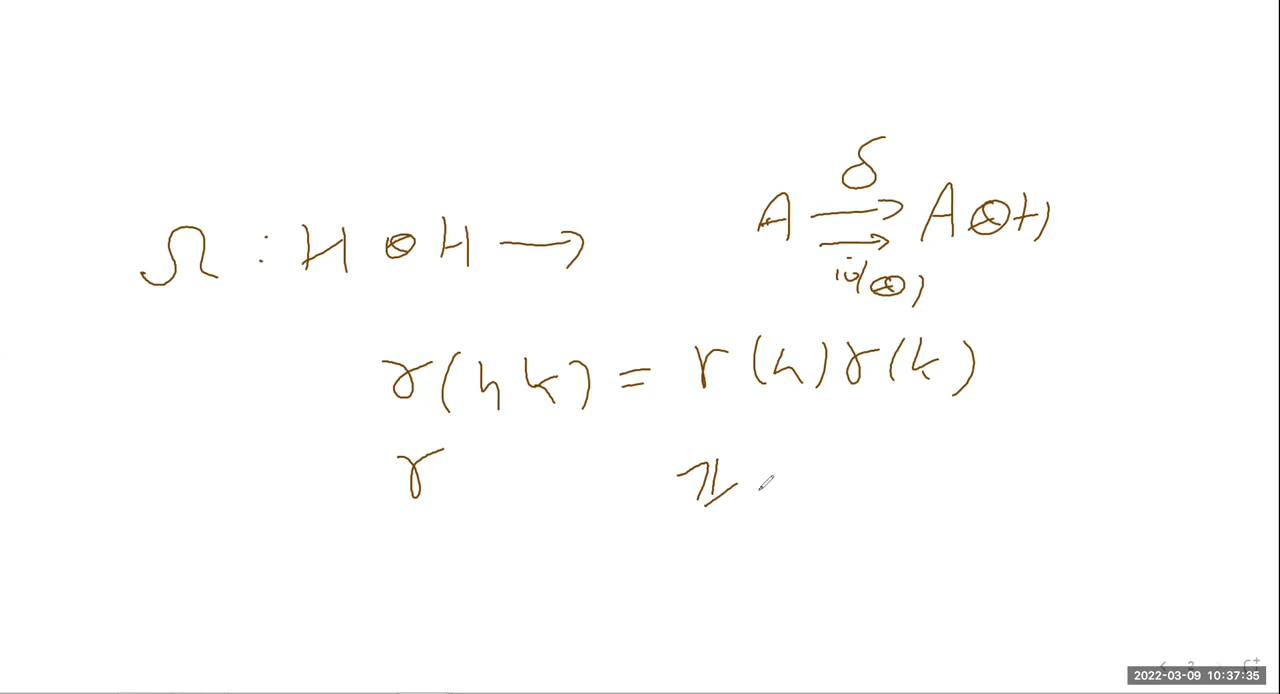 δ
Ω : H ⊗ H ⟶ A ⟶ A ⊗ H
id ⊗ 1
γ(hk) = γ(h)γ(k)
γ π
2022-03-09 10:37:35